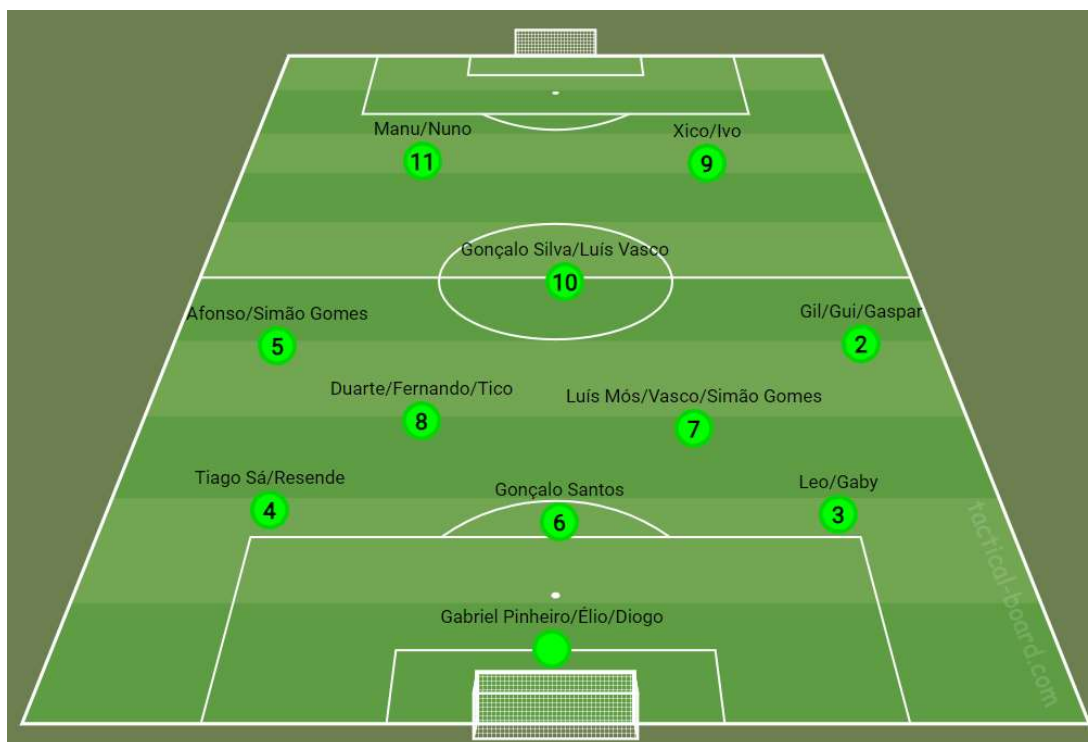 Manu/Nuno
11
Xico/Ivo
9
Gonçalo Silva/Luís Vasco
10
Afonso/Simão Gomes
5
Gil/Gui/Gaspar
2
Duarte/Fernando/Tico
8
Luís Mós/Vasco/Simão Gomes
7
Tiago Sá/Resende
4
Gonçalo Santos
6
Leo/Gaby
3
Gabriel Pinheiro/Élio/Diogo
tactical-board.com